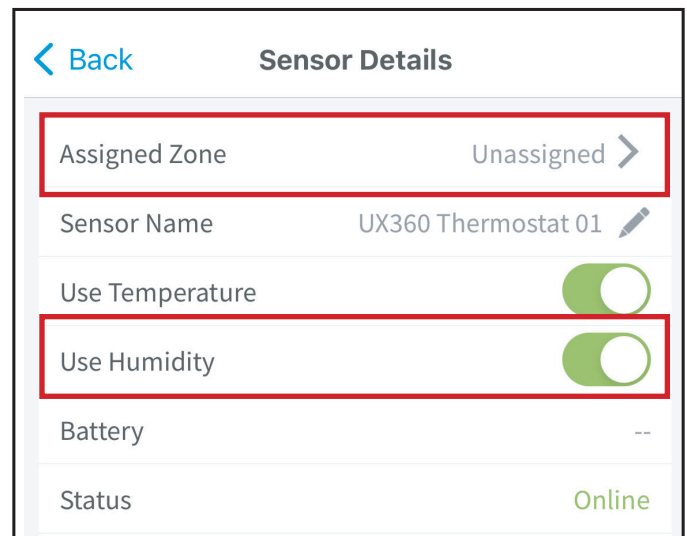 Back Sensor Details
Assigned Zone Unassigned
Sensor Name UX360 Thermostat 01
Use Temperature
Use Humidity
Battery --
Status Online